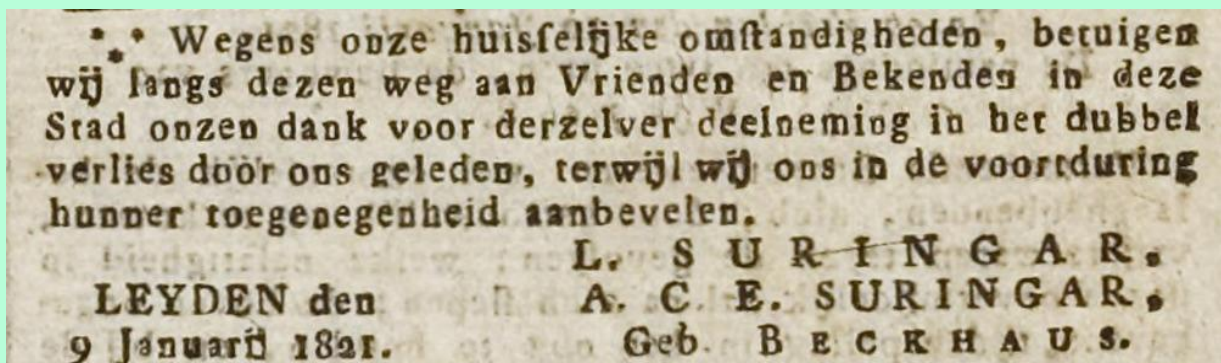 ⁂ Wegens onze huisſelijke omſtandigheden, betuigen
wij langs dezen weg aan Vrienden en Bekenden in deze
Stad onzen dank voor derzelver deelneming in het dubbel
verlies door ons geleden, terwijl wij ons in de voortduring
hunner toegenegenheid aanbevelen.
L. SURINGAR,
LEYDEN den A. C. E. SURINGAR,
9 Januarij 1821. Geb. BECKHAUS.